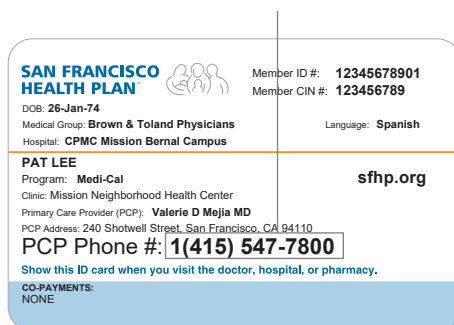 SAN FRANCISCO
HEALTH PLAN
Member ID #: 12345678901
Member CIN #: 123456789
DOB: 26-Jan-74
Medical Group: Brown & Toland Physicians
Language: Spanish
Hospital: CPMC Mission Bernal Campus
PAT LEE
Program: Medi-Cal
sfhp.org
Clinic: Mission Neighborhood Health Center
Primary Care Provider (PCP): Valerie D Mejia MD
PCP Address: 240 Shotwell Street, San Francisco, CA 94110
PCP Phone #: 1(415) 547-7800
Show this ID card when you visit the doctor, hospital, or pharmacy.
CO-PAYMENTS:
NONE